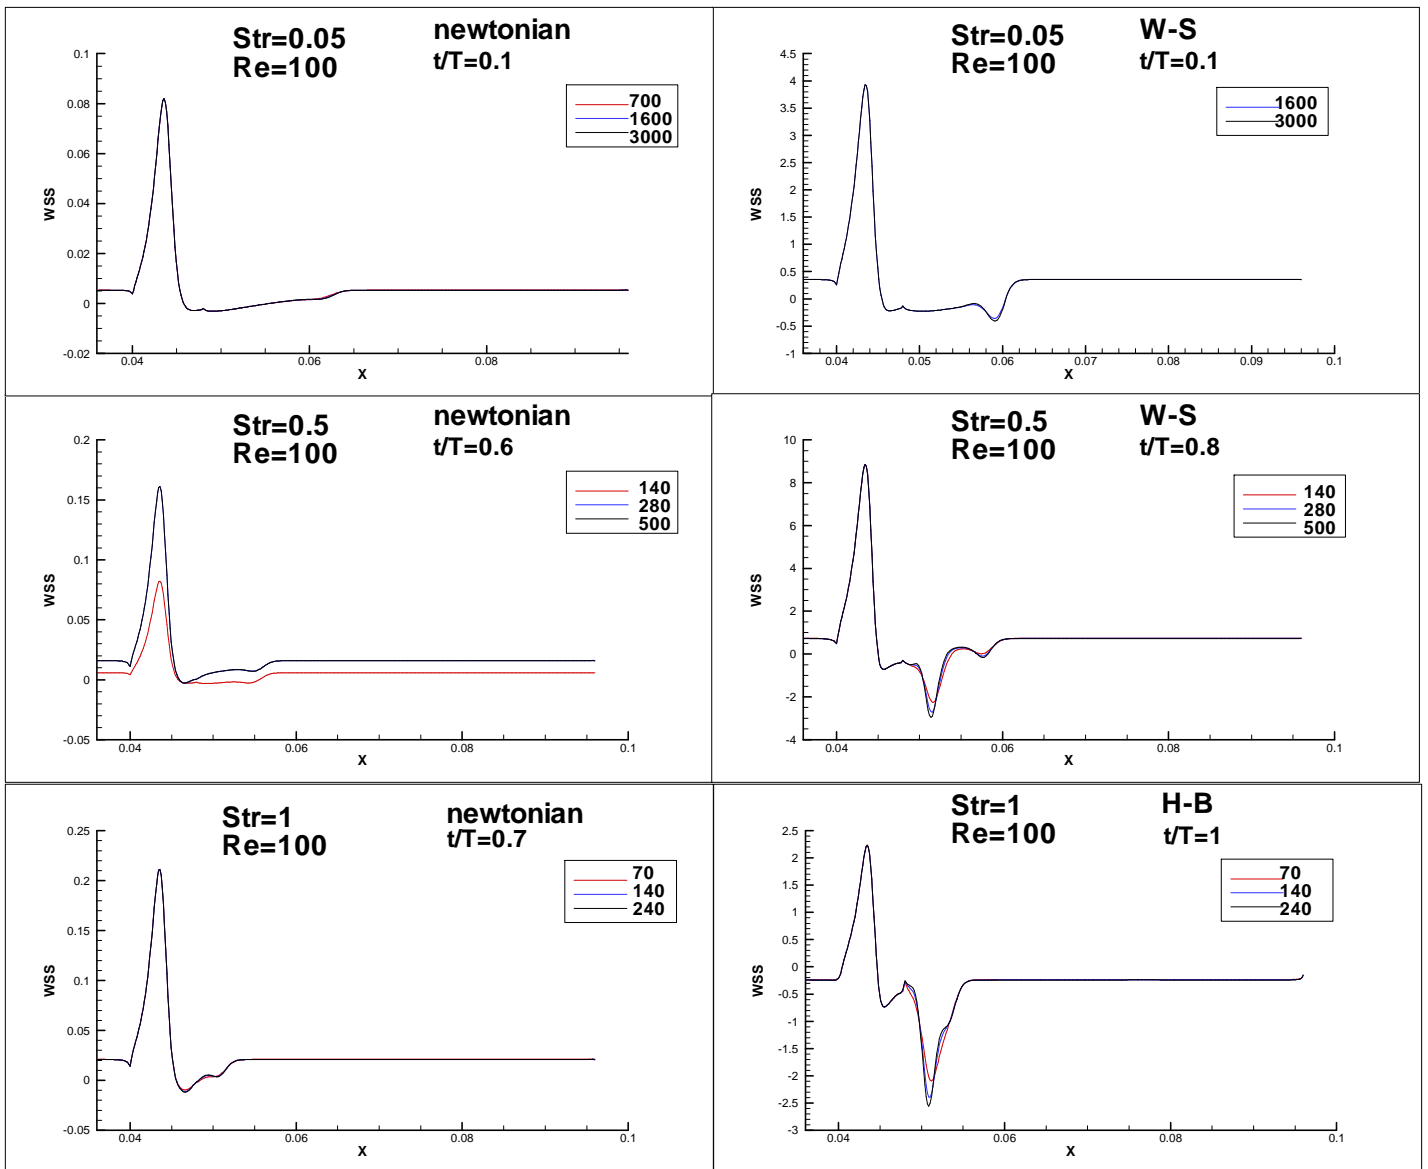 Str=0.05
Re=100
newtonian
t/T=0.1
700
1600
3000
0.1
0.08
0.06
0.04
0.02
0
-0.02
0.04
0.06
0.08
WSS
X
Str=0.05
Re=100
W-S
t/T=0.1
1600
3000
4.5
4
3.5
3
2.5
2
1.5
1
0.5
0
-0.5
-1
0.04
0.05
0.06
0.07
0.08
0.09
0.1
WSS
X
Str=0.5
Re=100
newtonian
t/T=0.6
140
280
500
0.2
0.15
0.1
0.05
0
-0.05
0.04
0.06
0.08
0.1
WSS
X
Str=0.5
Re=100
W-S
t/T=0.8
140
280
500
10
8
6
4
2
0
-2
-4
0.04
0.06
0.08
0.1
WSS
X
Str=1
Re=100
newtonian
t/T=0.7
70
140
240
0.25
0.2
0.15
0.1
0.05
0
-0.05
0.04
0.06
0.08
0.1
WSS
X
Str=1
Re=100
H-B
t/T=1
70
140
240
2.5
2
1.5
1
0.5
0
-0.5
-1
-1.5
-2
-2.5
-3
0.04
0.06
0.08
0.1
WSS
X